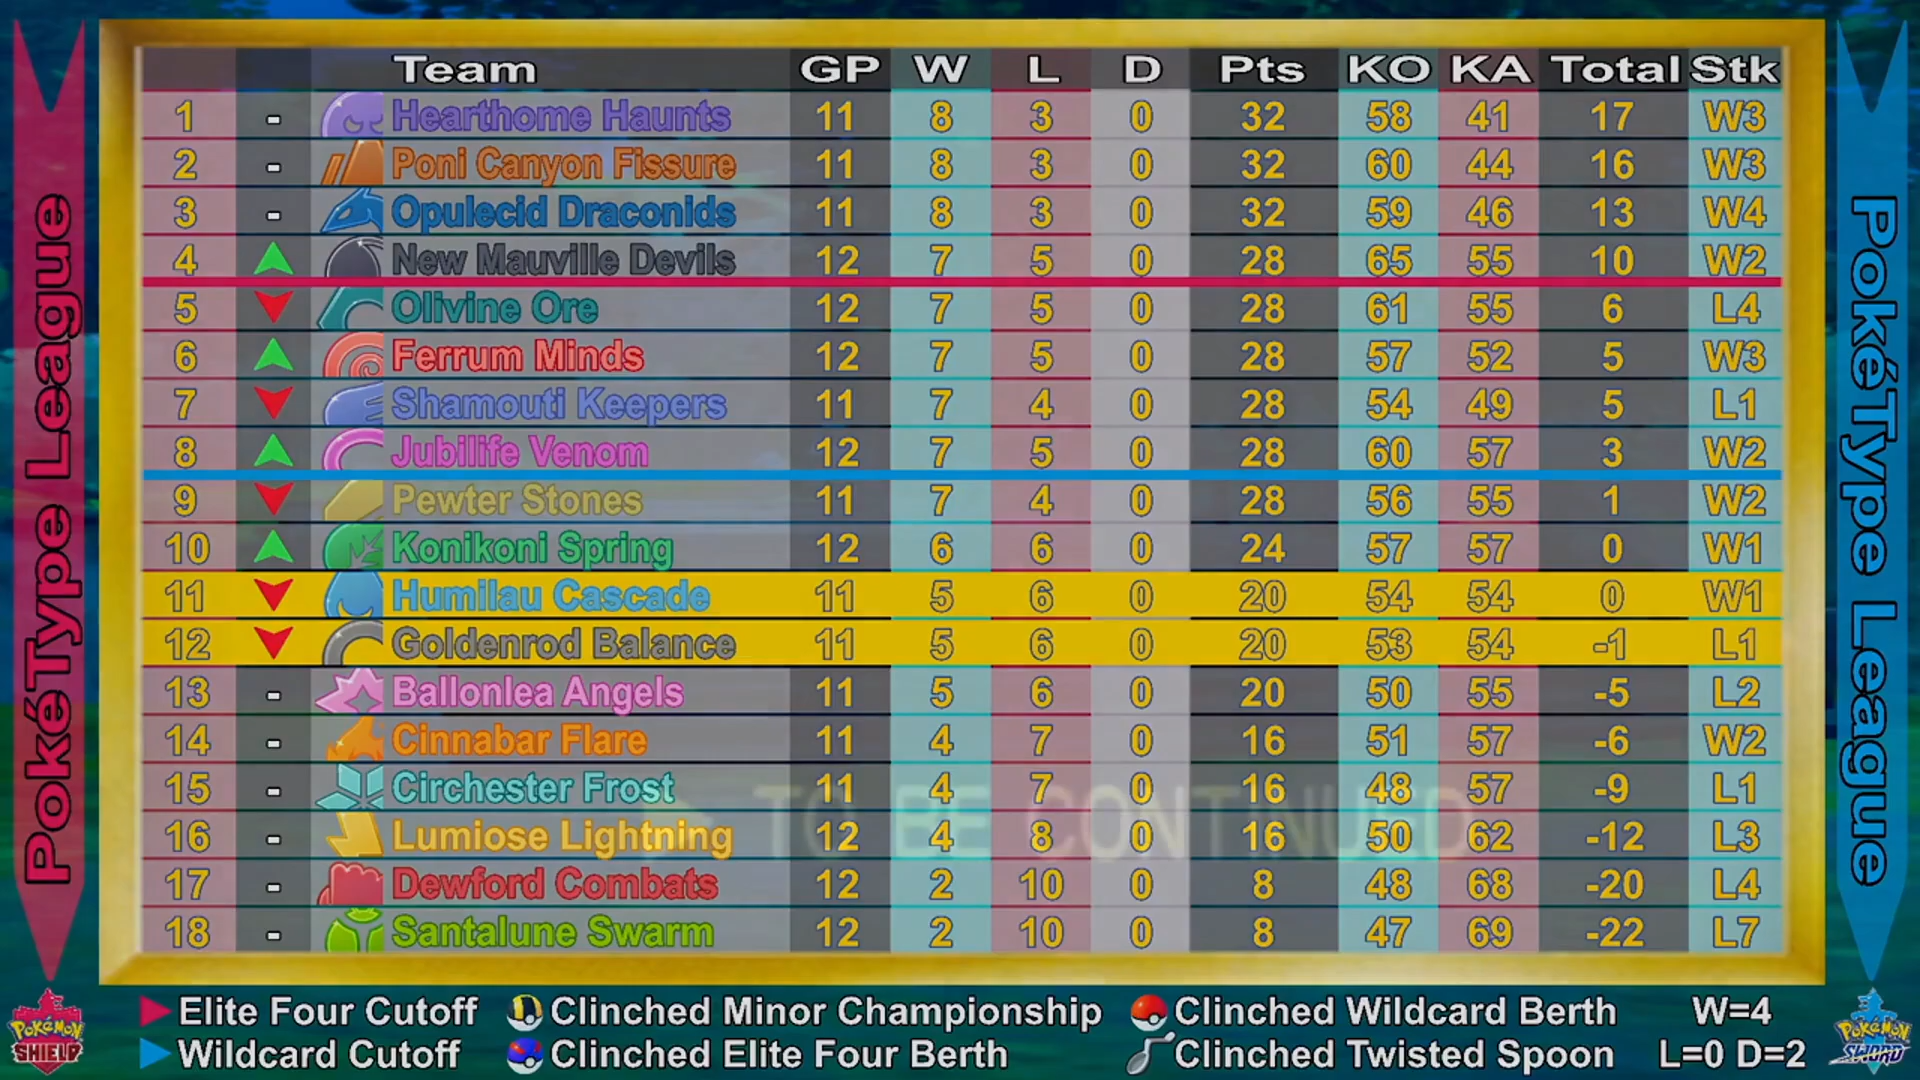 Team GP W L D Pts KO KA Total Stk
1 - Hearthome Haunts 11 8 3 0 32 58 41 17 W3
2 - Poni Canyon Fissure 11 8 3 0 32 60 44 16 W3
3 - Opulecid Draconids 11 8 3 0 32 59 46 13 W4
4 New Mauville Devils 12 7 5 0 28 65 55 10 W2
5 Olivine Ore 12 7 5 0 28 61 55 6 L4
6 Ferrum Minds 12 7 5 0 28 57 52 5 W3
7 Shamouti Keepers 11 7 4 0 28 54 49 5 L1
8 Jubilife Venom 12 7 5 0 28 60 57 3 W2
9 Pewter Stones 11 7 4 0 28 56 55 1 W2
10 Konikoni Spring 12 6 6 0 24 57 57 0 W1
11 Humilau Cascade 11 5 6 0 20 54 54 0 W1
12 Goldenrod Balance 11 5 6 0 20 53 54 -1 L1
13 - Ballonlea Angels 11 5 6 0 20 50 55 -5 L2
14 - Cinnabar Flare 11 4 7 0 16 51 57 -6 W2
15 - Circhester Frost 11 4 7 0 16 48 57 -9 L1
16 - Lumiose Lightning 12 4 8 0 16 50 62 -12 L3
17 - Dewford Combats 12 2 10 0 8 48 68 -20 L4
18 - Santalune Swarm 12 2 10 0 8 47 69 -22 L7
TO BE CONTINUED
PokéType League
PokéType League
Elite Four Cutoff Clinched Minor Championship Clinched Wildcard Berth W=4
Wildcard Cutoff Clinched Elite Four Berth Clinched Twisted Spoon L=0 D=2
Pokémon
SHIELD
Pokémon
SWORD